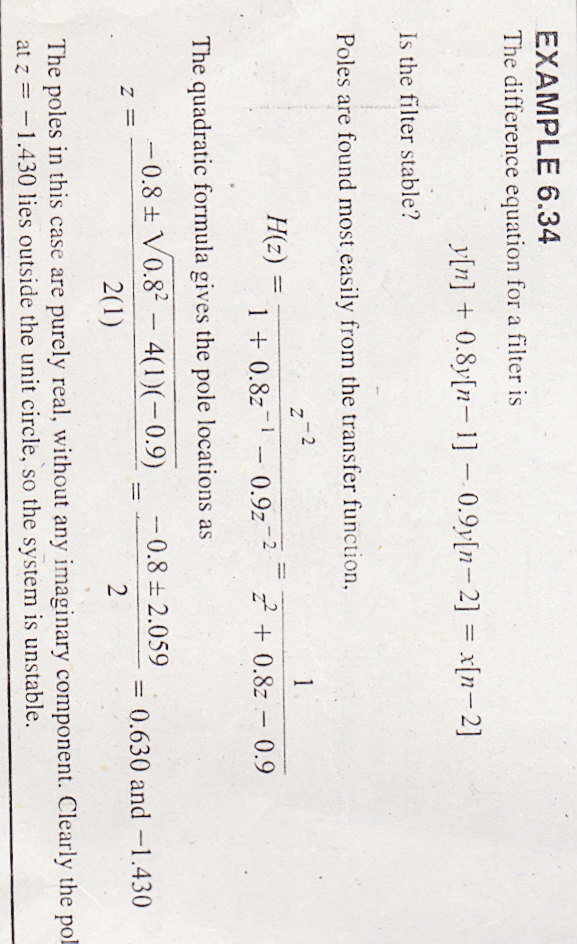 EXAMPLE 6.34
The difference equation for a filter is
y[n] + 0.8y[n − 1] − 0.9y[n − 2] = x[n − 2]
Is the filter stable?
Poles are found most easily from the transfer function,
H(z) = z⁻² / (1 + 0.8z⁻¹ − 0.9z⁻²) = 1 / (z² + 0.8z − 0.9)
The quadratic formula gives the pole locations as
z = (−0.8 ± √(0.8² − 4(1)(−0.9))) / 2(1) = (−0.8 ± 2.059) / 2 = 0.630 and −1.430
The poles in this case are purely real, without any imaginary component. Clearly the pol
at z = −1.430 lies outside the unit circle, so the system is unstable.